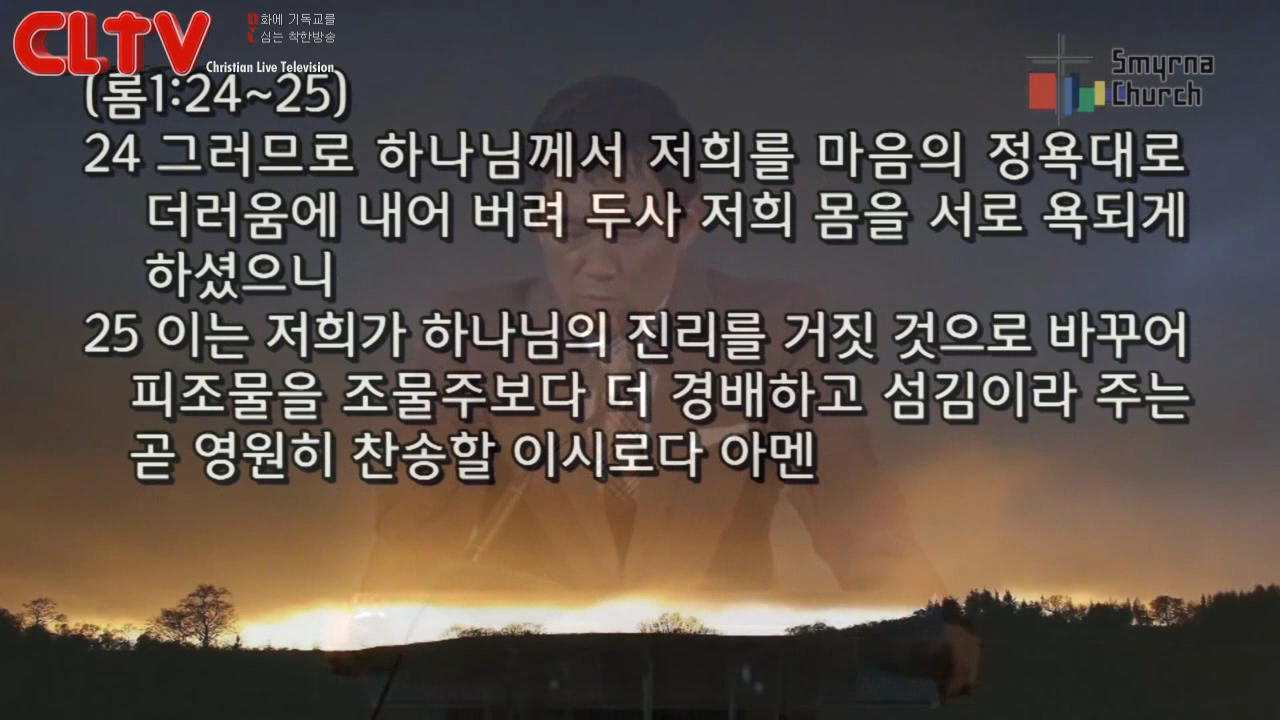 CLTV
화에 기독교를
심는 착한방송
Christian Live Television
Smyrna
Church
(롬1:24~25)
24 그러므로 하나님께서 저희를 마음의 정욕대로
더러움에 내어 버려 두사 저희 몸을 서로 욕되게
하셨으니
25 이는 저희가 하나님의 진리를 거짓 것으로 바꾸어
피조물을 조물주보다 더 경배하고 섬김이라 주는
곧 영원히 찬송할 이시로다 아멘